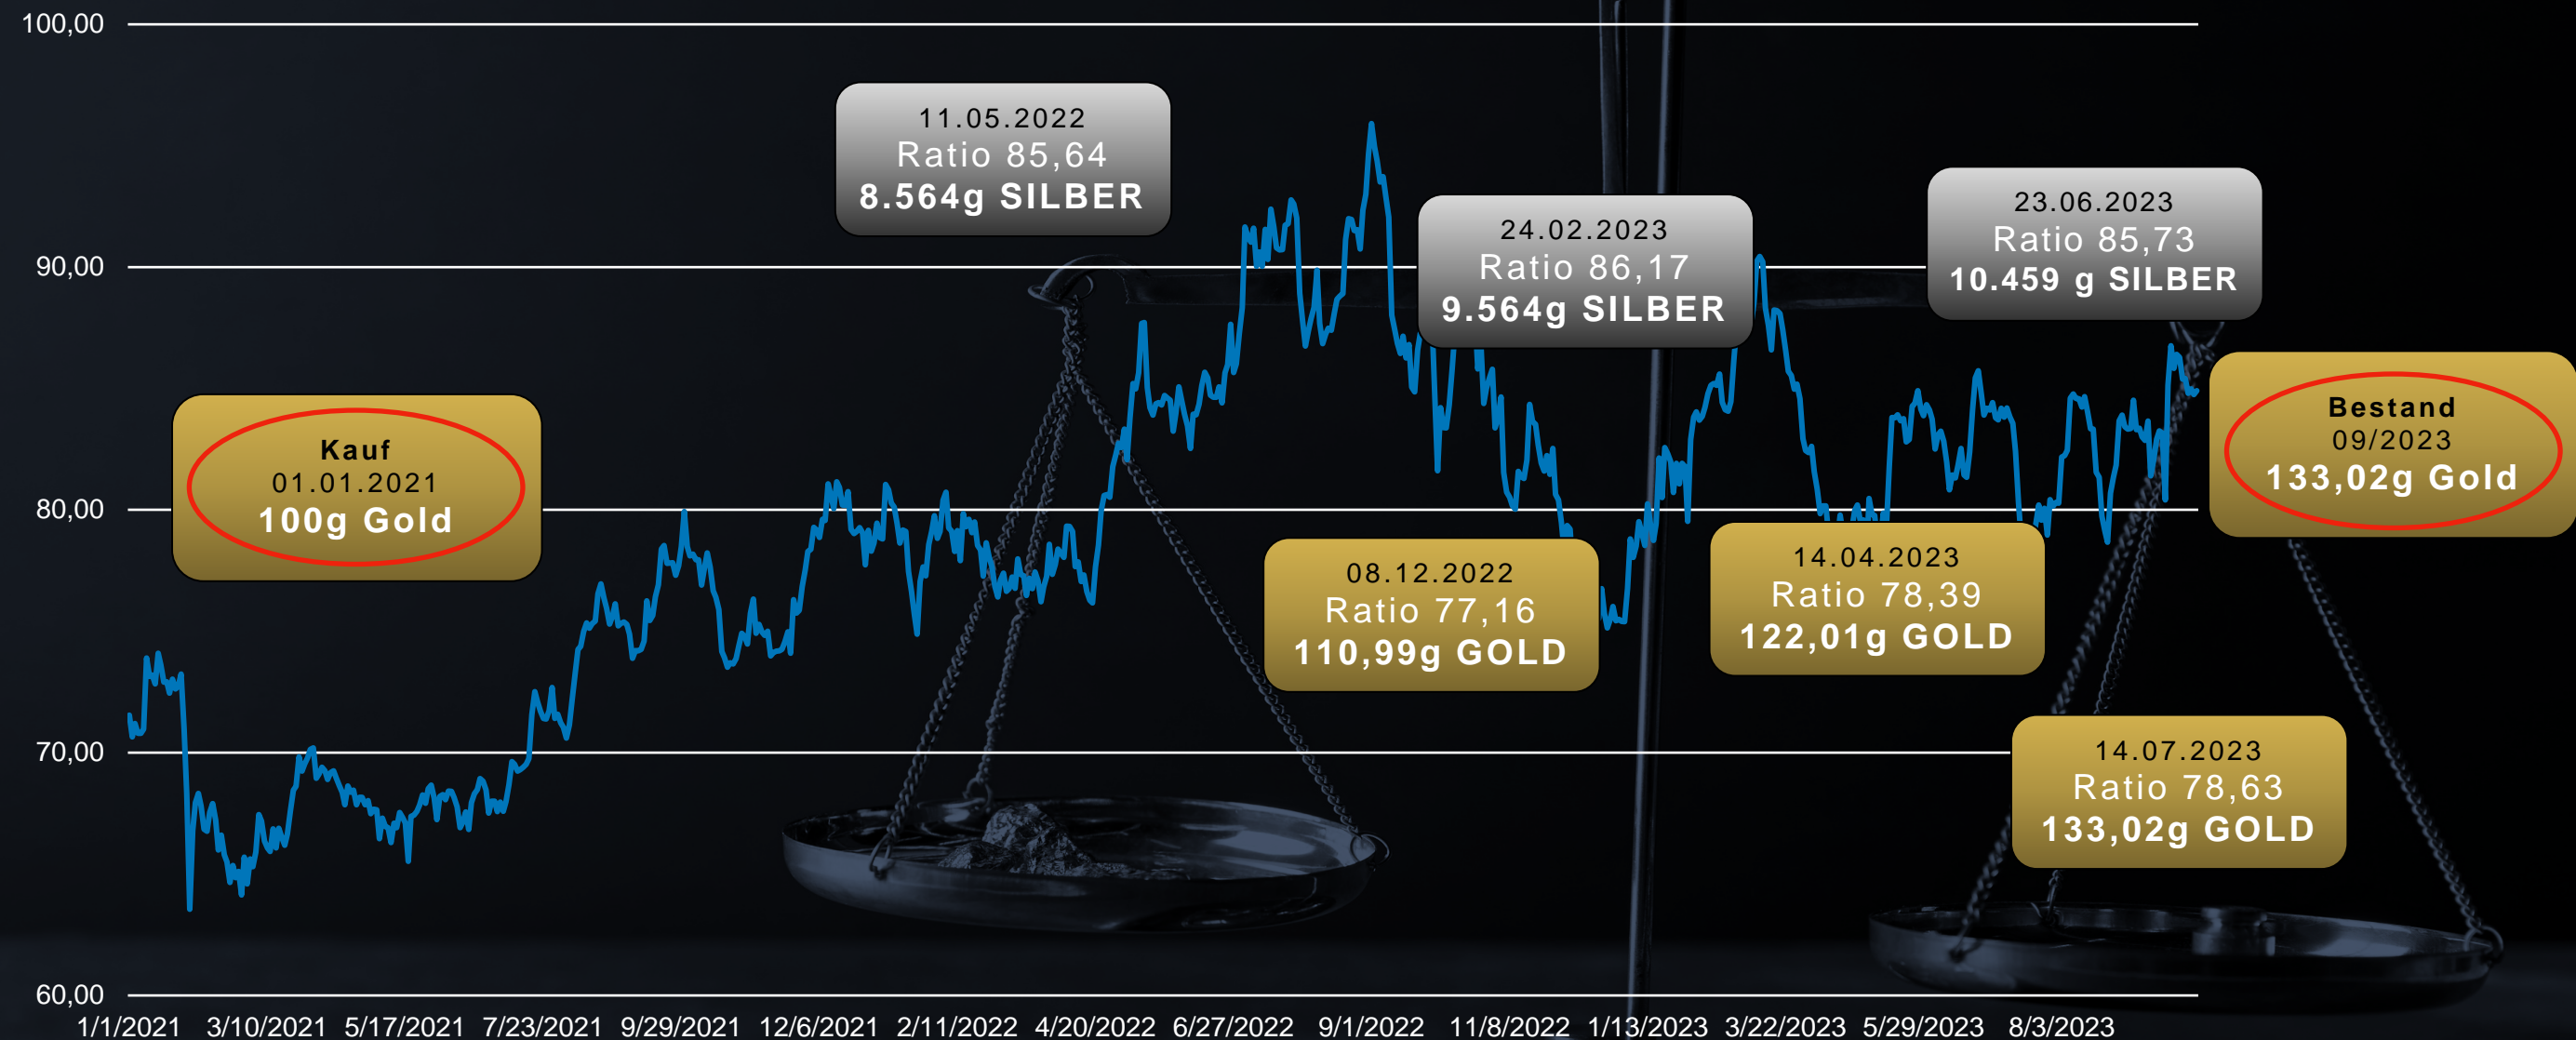 100,00
90,00
80,00
70,00
60,00
Kauf
01.01.2021
100g Gold
11.05.2022
Ratio 85,64
8.564g SILBER
08.12.2022
Ratio 77,16
110,99g GOLD
24.02.2023
Ratio 86,17
9.564g SILBER
14.04.2023
Ratio 78,39
122,01g GOLD
23.06.2023
Ratio 85,73
10.459 g SILBER
14.07.2023
Ratio 78,63
133,02g GOLD
Bestand
09/2023
133,02g Gold
1/1/2021 3/10/2021 5/17/2021 7/23/2021 9/29/2021 12/6/2021 2/11/2022 4/20/2022 6/27/2022 9/1/2022 11/8/2022 1/13/2023 3/22/2023 5/29/2023 8/3/2023